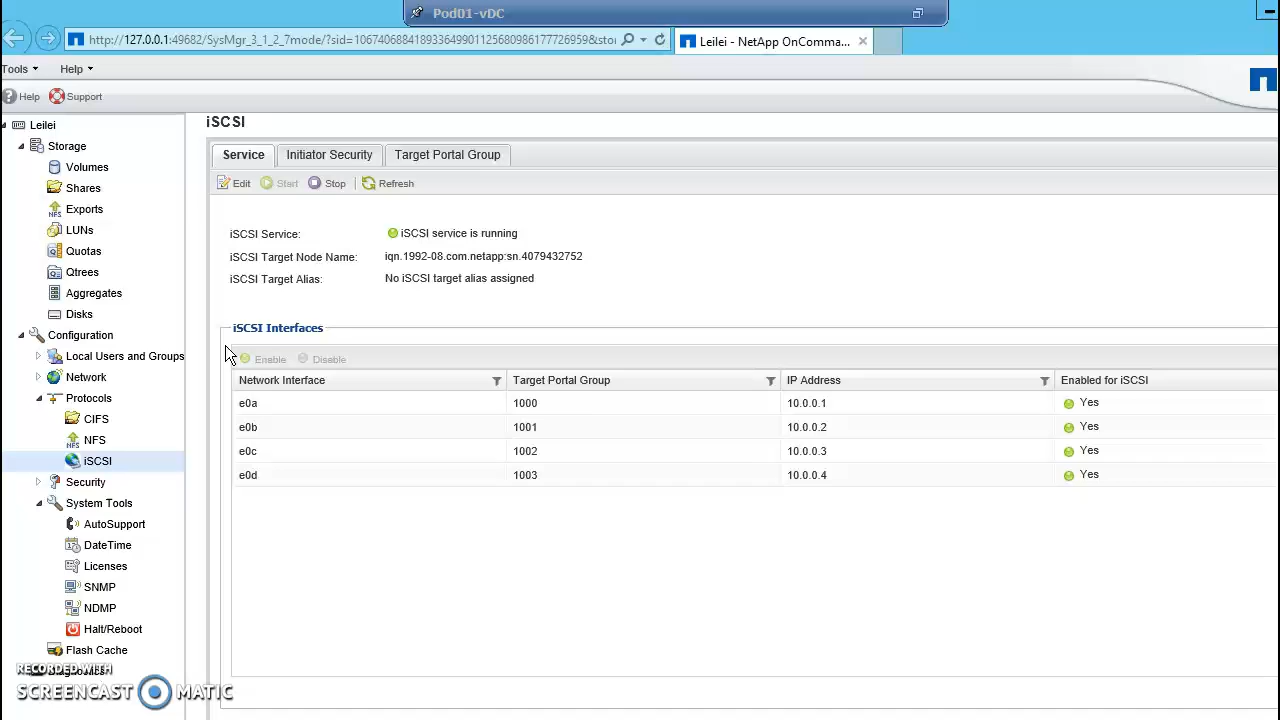 Pod01-vDC
http://127.0.0.1:49682/SysMgr_3_1_2_7mode/?sid=106740688418933649901125680986177726959&stor
Leilei - NetApp OnComma...
Tools Help
Help Support
Leilei
Storage
Volumes
Shares
Exports
LUNs
Quotas
Qtrees
Aggregates
Disks
Configuration
Local Users and Groups
Network
Protocols
CIFS
NFS
iSCSI
Security
System Tools
AutoSupport
DateTime
Licenses
SNMP
NDMP
Halt/Reboot
Flash Cache
Diagnostics
iSCSI
Service Initiator Security Target Portal Group
Edit Start Stop Refresh
iSCSI Service: iSCSI service is running
iSCSI Target Node Name: iqn.1992-08.com.netapp:sn.4079432752
iSCSI Target Alias: No iSCSI target alias assigned
iSCSI Interfaces
Enable Disable
Network Interface Target Portal Group IP Address Enabled for iSCSI
e0a 1000 10.0.0.1 Yes
e0b 1001 10.0.0.2 Yes
e0c 1002 10.0.0.3 Yes
e0d 1003 10.0.0.4 Yes
RECORDED WITH
SCREENCAST MATIC